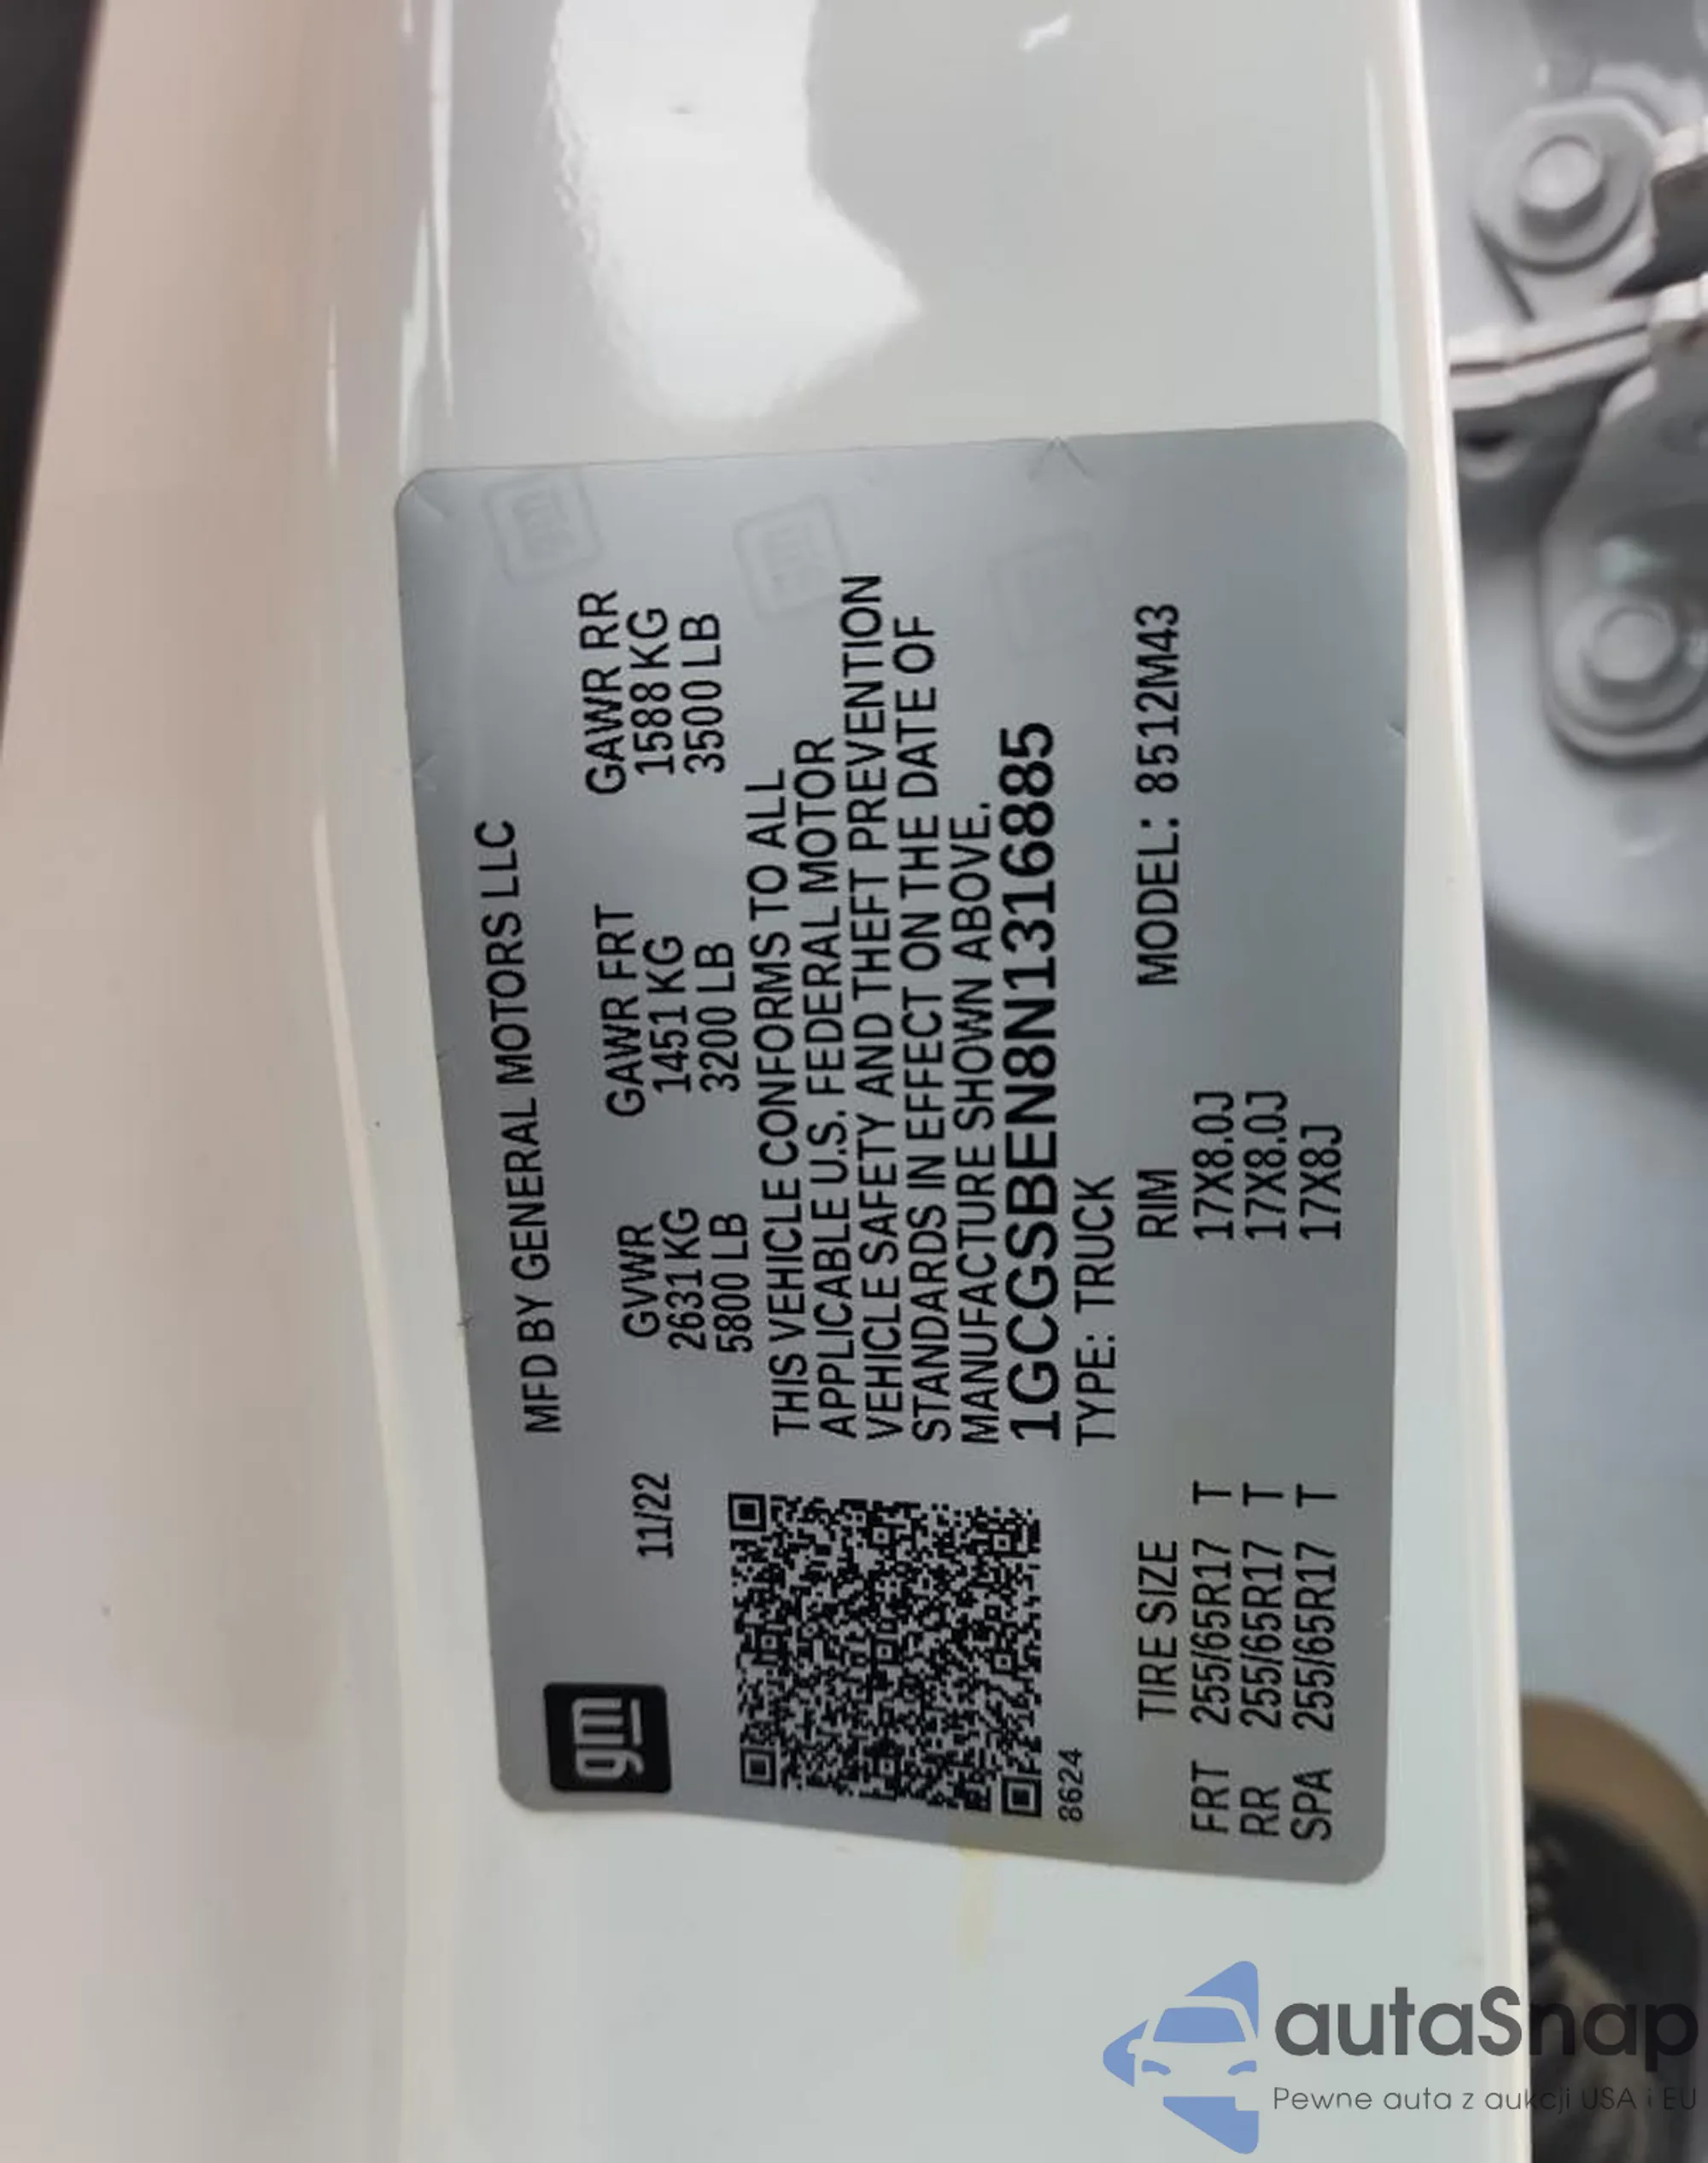 gm
MFD BY GENERAL MOTORS LLC
11/22
GVWR GAWR FRT GAWR RR
2631 KG 1451 KG 1588 KG
5800 LB 3200 LB 3500 LB
THIS VEHICLE CONFORMS TO ALL
APPLICABLE U.S. FEDERAL MOTOR
VEHICLE SAFETY AND THEFT PREVENTION
STANDARDS IN EFFECT ON THE DATE OF
MANUFACTURE SHOWN ABOVE.
1GCGSBEN8N1316885
8624
TYPE: TRUCK
TIRE SIZE RIM MODEL: 8512M43
FRT 255/65R17 T 17X8.0J
RR 255/65R17 T 17X8.0J
SPA 255/65R17 T 17X8J
autaSnap
Pewne auta z aukcji USA i EU